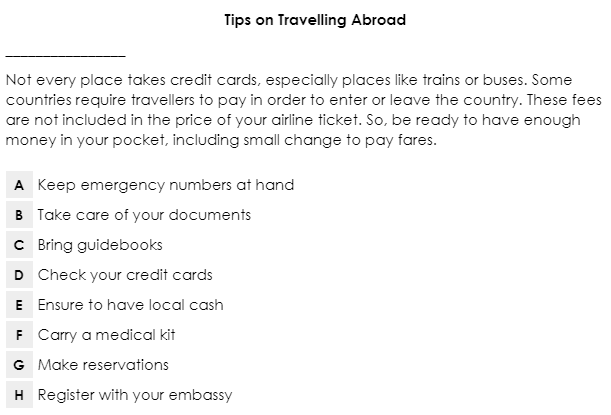 Tips on Travelling Abroad
________________
Not every place takes credit cards, especially places like trains or buses. Some
countries require travellers to pay in order to enter or leave the country. These fees
are not included in the price of your airline ticket. So, be ready to have enough
money in your pocket, including small change to pay fares.
A Keep emergency numbers at hand
B Take care of your documents
C Bring guidebooks
D Check your credit cards
E Ensure to have local cash
F Carry a medical kit
G Make reservations
H Register with your embassy